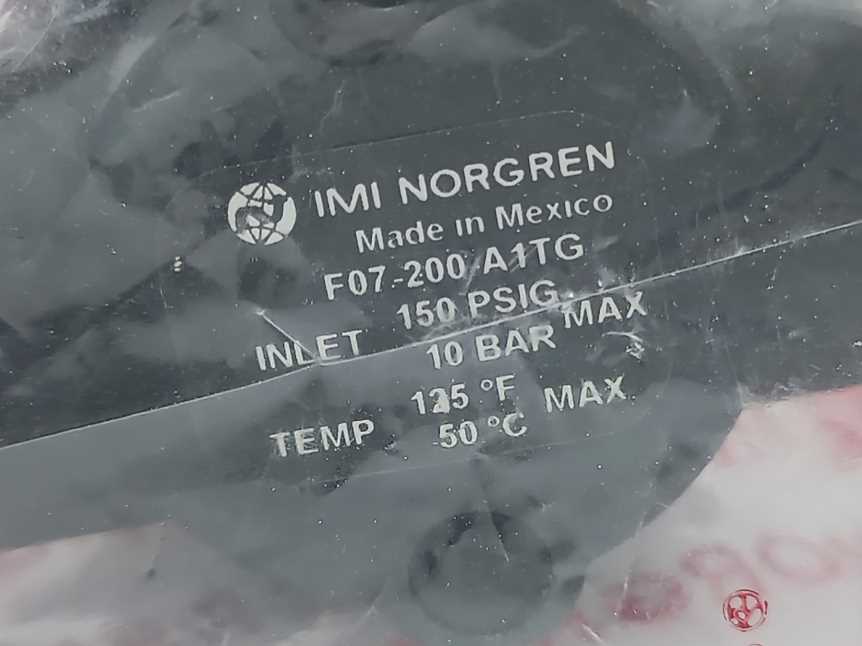 IMI NORGREN
Made in Mexico
F07-200-A1TG
INLET 150 PSIG MAX
10 BAR
TEMP 125 °F MAX
50 °C